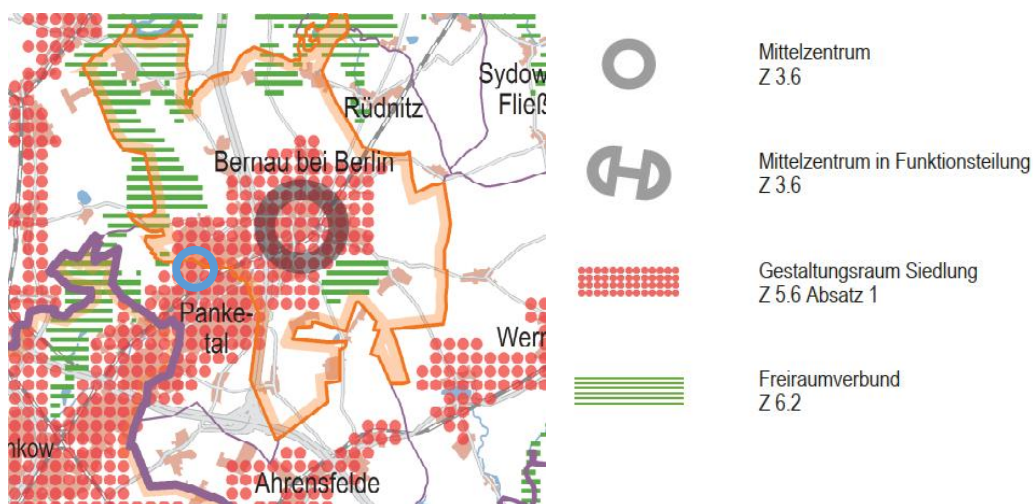 Sydow
Fließ
Rüdnitz
Bernau bei Berlin
Panke-
tal
Wern
nkow
Ahrensfelde
Mittelzentrum
Z 3.6
Mittelzentrum in Funktionsteilung
Z 3.6
Gestaltungsraum Siedlung
Z 5.6 Absatz 1
Freiraumverbund
Z 6.2